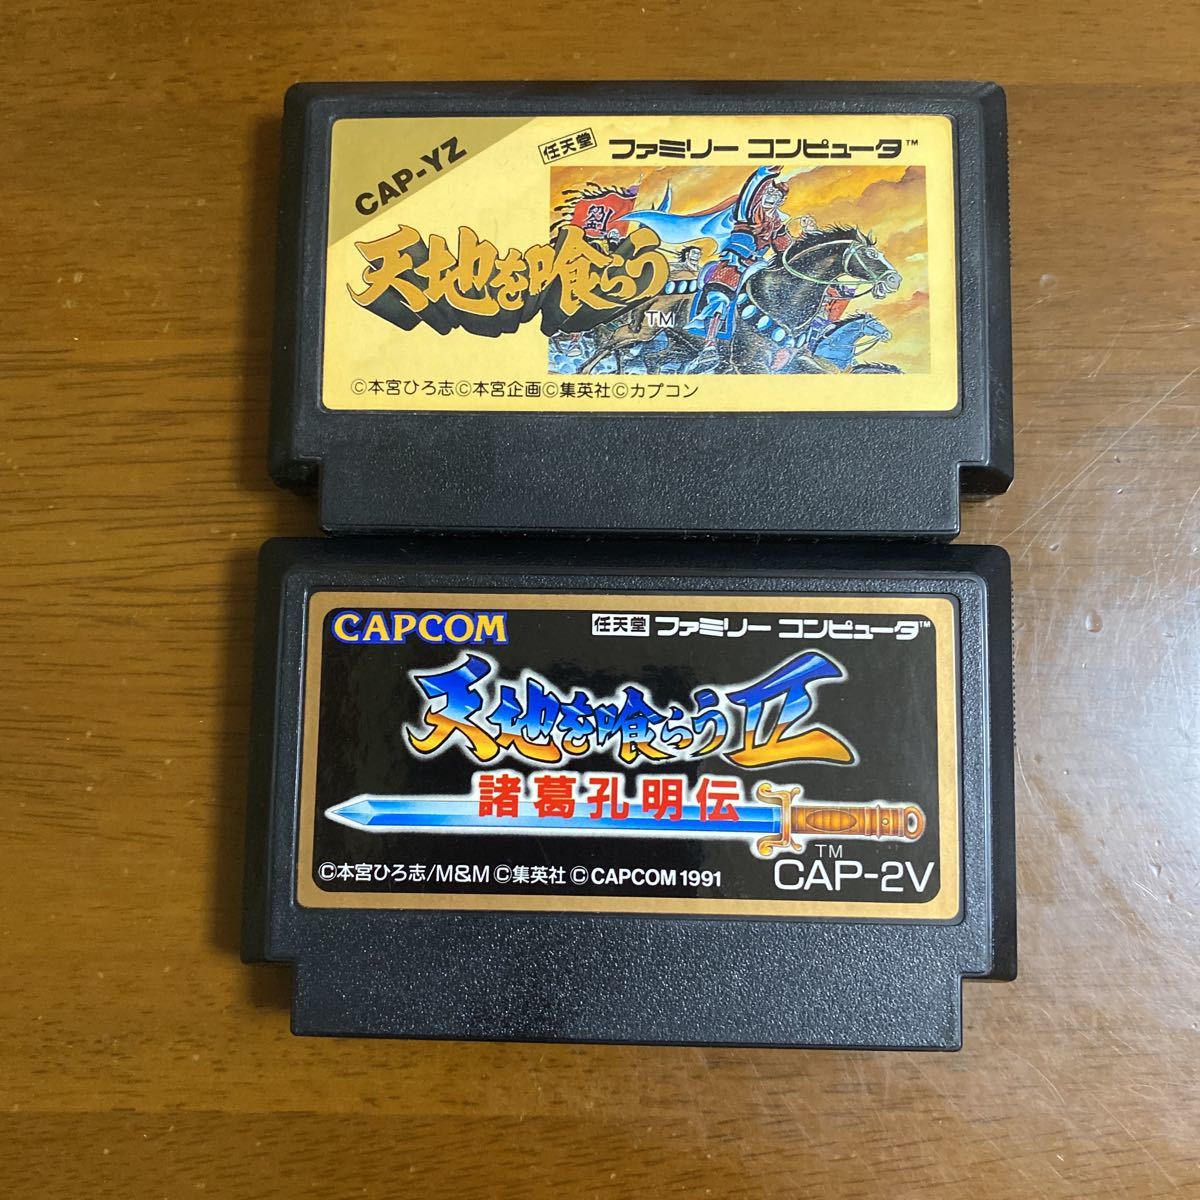 CAP-YZ
任天堂 ファミリー コンピュータ™
劉
天地を喰らう
TM
©本宮ひろ志©本宮企画©集英社©カプコン
CAPCOM
任天堂 ファミリー コンピュータ™
天地を喰らうII
諸葛孔明伝
TM
©本宮ひろ志/M&M ©集英社 © CAPCOM 1991
CAP-2V